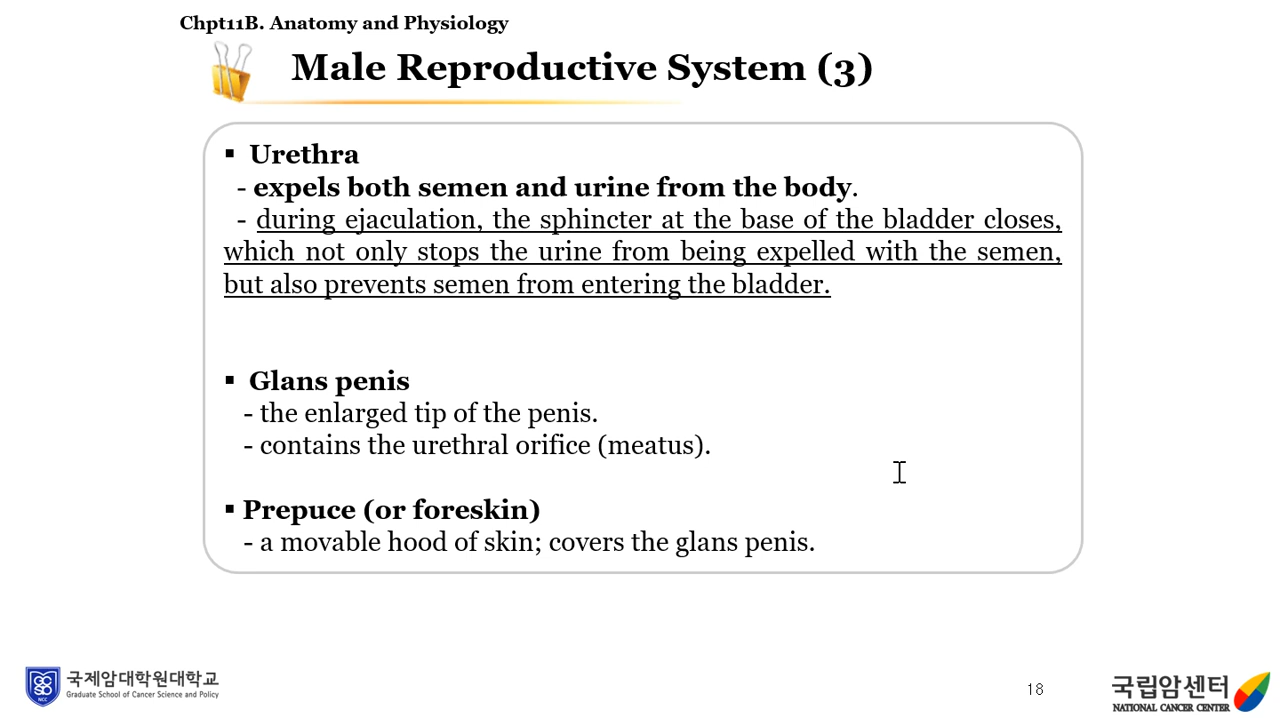 Chpt11B. Anatomy and Physiology
Male Reproductive System (3)
▪ Urethra
- expels both semen and urine from the body.
- during ejaculation, the sphincter at the base of the bladder closes,
which not only stops the urine from being expelled with the semen,
but also prevents semen from entering the bladder.
▪ Glans penis
- the enlarged tip of the penis.
- contains the urethral orifice (meatus).
▪ Prepuce (or foreskin)
- a movable hood of skin; covers the glans penis.
국제암대학원대학교
Graduate School of Cancer Science and Policy
NCC
18
국립암센터
NATIONAL CANCER CENTER